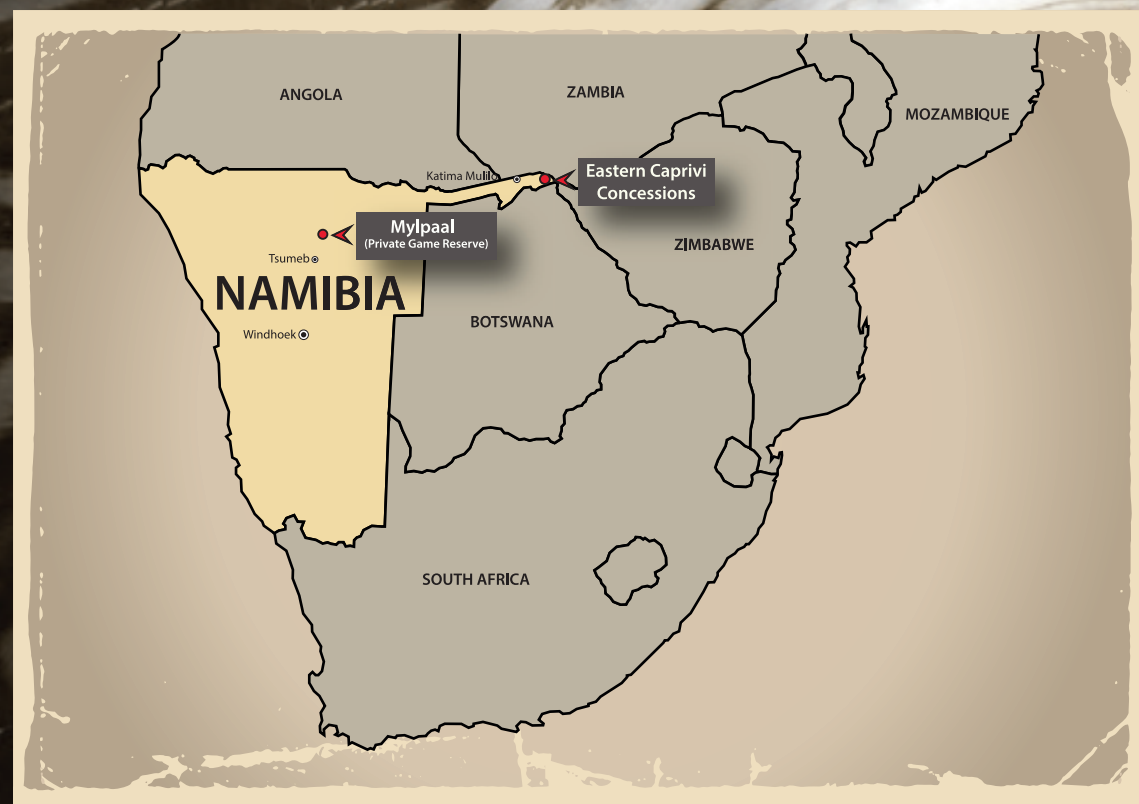 ANGOLA
ZAMBIA
MOZAMBIQUE
Katima Mulilo
Eastern Caprivi
Concessions
Mylpaal
(Private Game Reserve)
ZIMBABWE
Tsumeb
NAMIBIA
BOTSWANA
Windhoek
SOUTH AFRICA